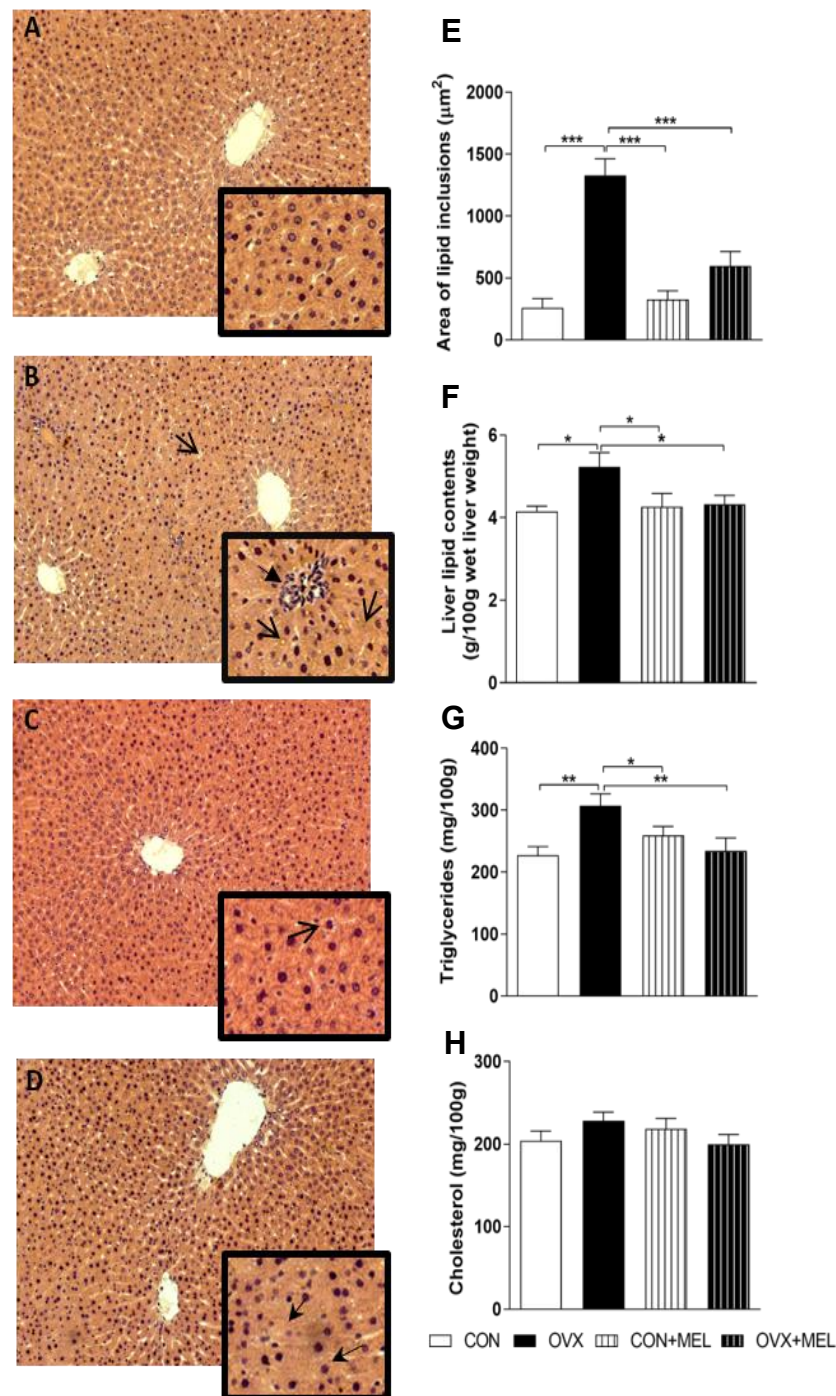 A
B
C
D
E
Area of lipid inclusions (μm²)
2000
1500
1000
500
0
***
***
***
F
Liver lipid contents
(g/100g wet liver weight)
6
4
2
0
*
*
*
G
Triglycerides (mg/100g)
400
300
200
100
0
**
*
**
H
Cholesterol (mg/100g)
300
200
100
0
CON OVX CON+MEL OVX+MEL